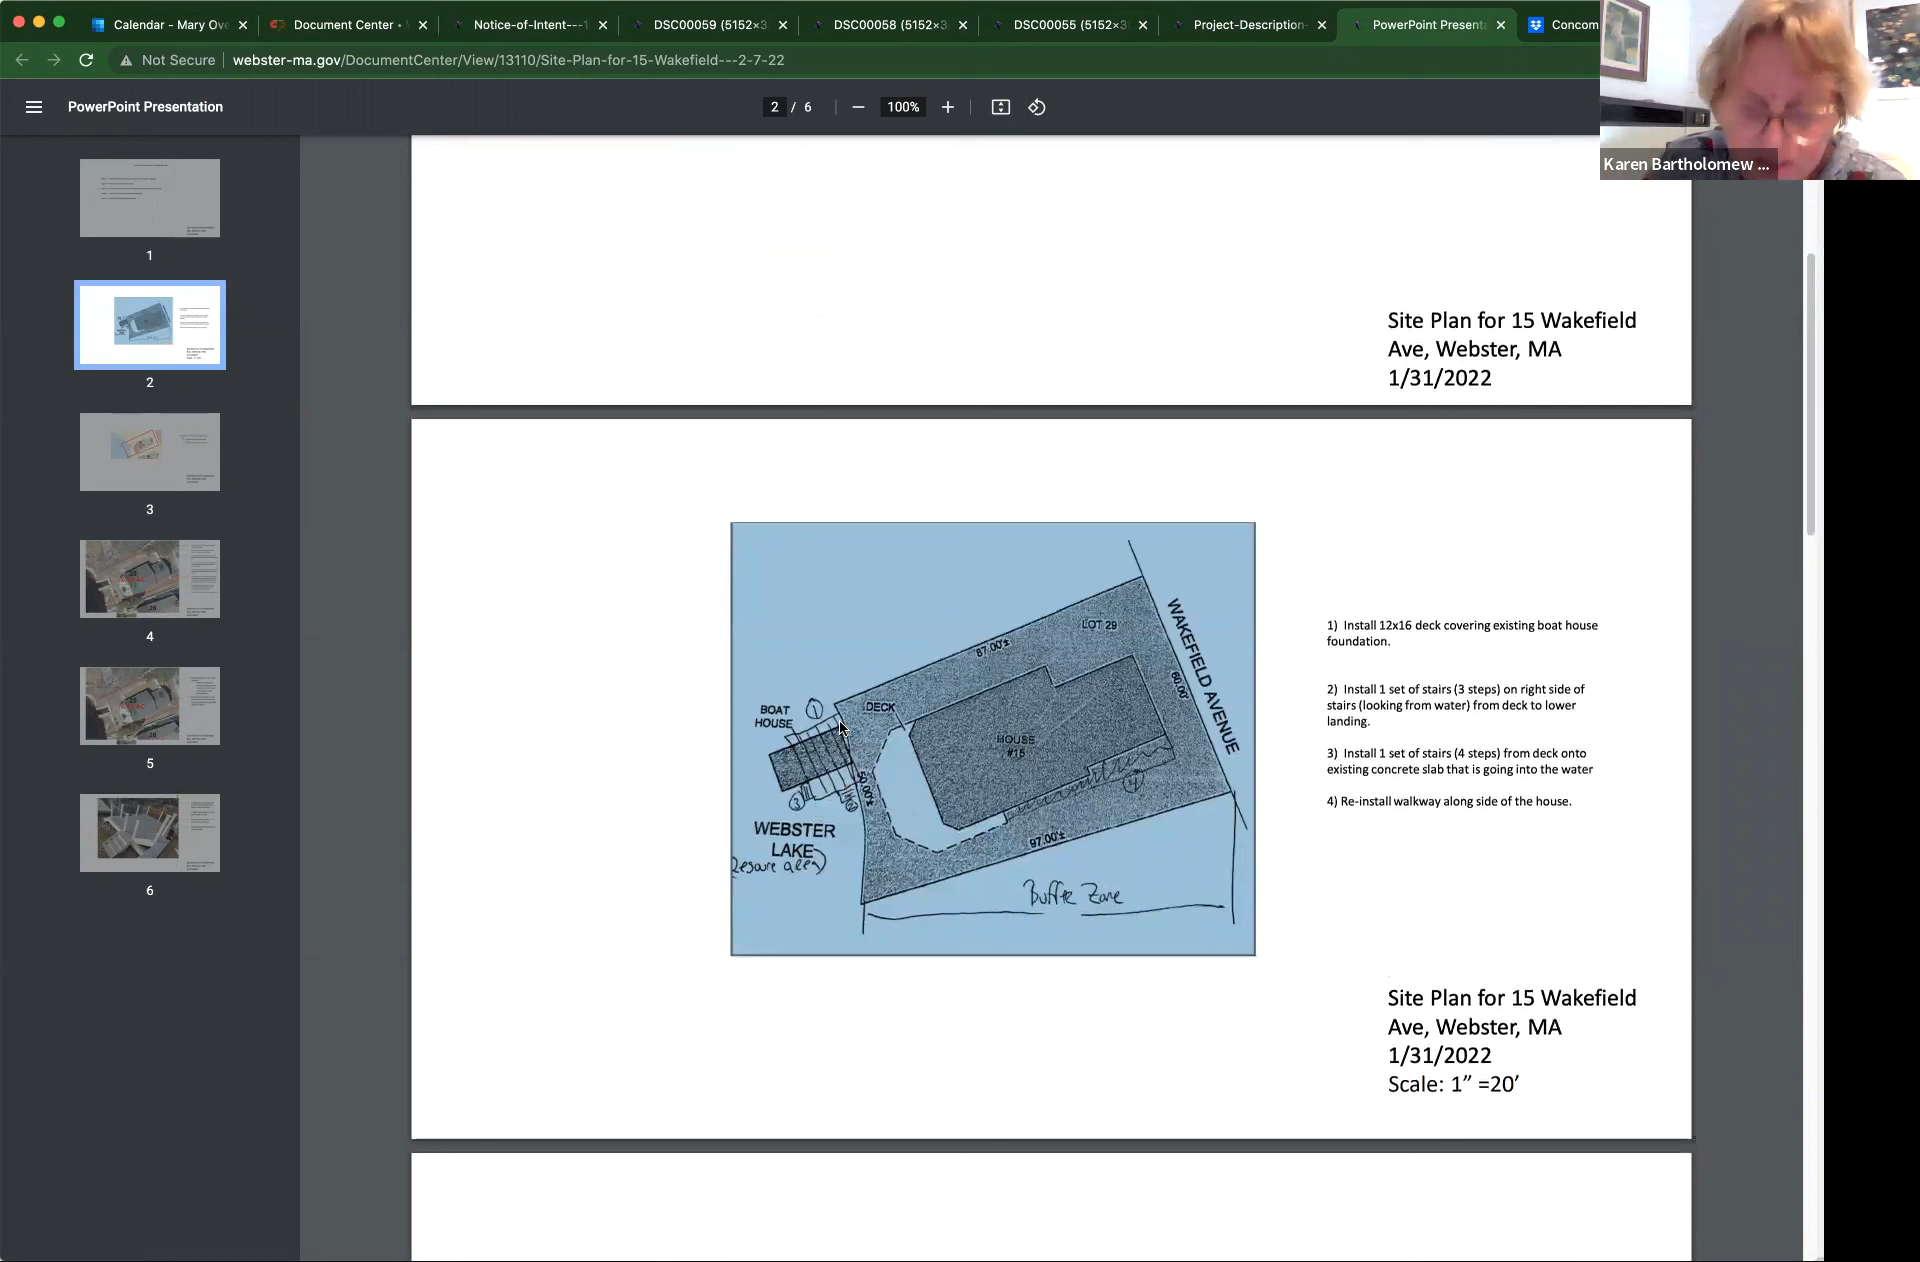 Calendar - Mary Ove
Document Center •
Notice-of-Intent---1
DSC00059 (5152×3
DSC00058 (5152×3
DSC00055 (5152×3
Project-Description-
PowerPoint Presenta
Concom
Not Secure
webster-ma.gov/DocumentCenter/View/13110/Site-Plan-for-15-Wakefield---2-7-22
PowerPoint Presentation
2 / 6
100%
Karen Bartholomew ...
1
2
3
4
5
6
Site Plan for 15 Wakefield
Ave, Webster, MA
1/31/2022
WAKEFIELD AVENUE
LOT 29
87.00'±
60.00'
DECK
BOAT
HOUSE
1
HOUSE
#15
50.00'±
3
2
4
WEBSTER
LAKE
97.00'±
Buffe Zone
1) Install 12x16 deck covering existing boat house
foundation.
2) Install 1 set of stairs (3 steps) on right side of
stairs (looking from water) from deck to lower
landing.
3) Install 1 set of stairs (4 steps) from deck onto
existing concrete slab that is going into the water
4) Re-install walkway along side of the house.
Site Plan for 15 Wakefield
Ave, Webster, MA
1/31/2022
Scale: 1” =20’